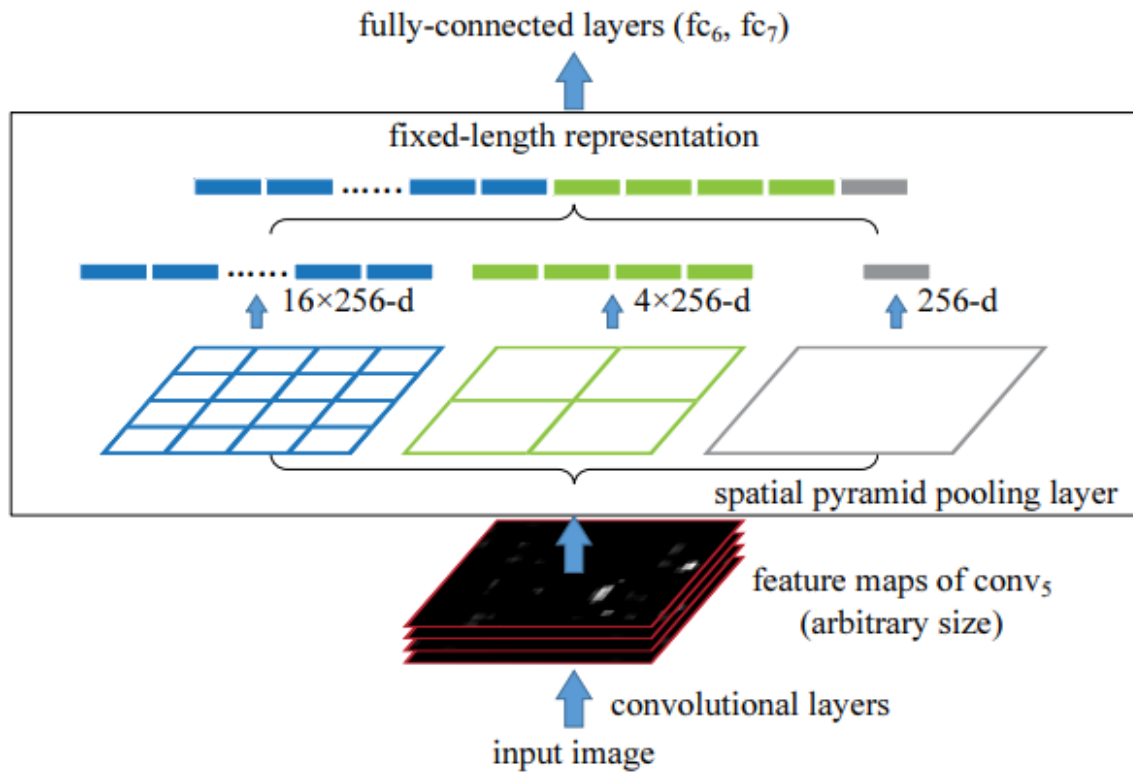 fully-connected layers (fc₆, fc₇)
fixed-length representation
......
......
16×256-d
4×256-d
256-d
spatial pyramid pooling layer
feature maps of conv₅
(arbitrary size)
convolutional layers
input image